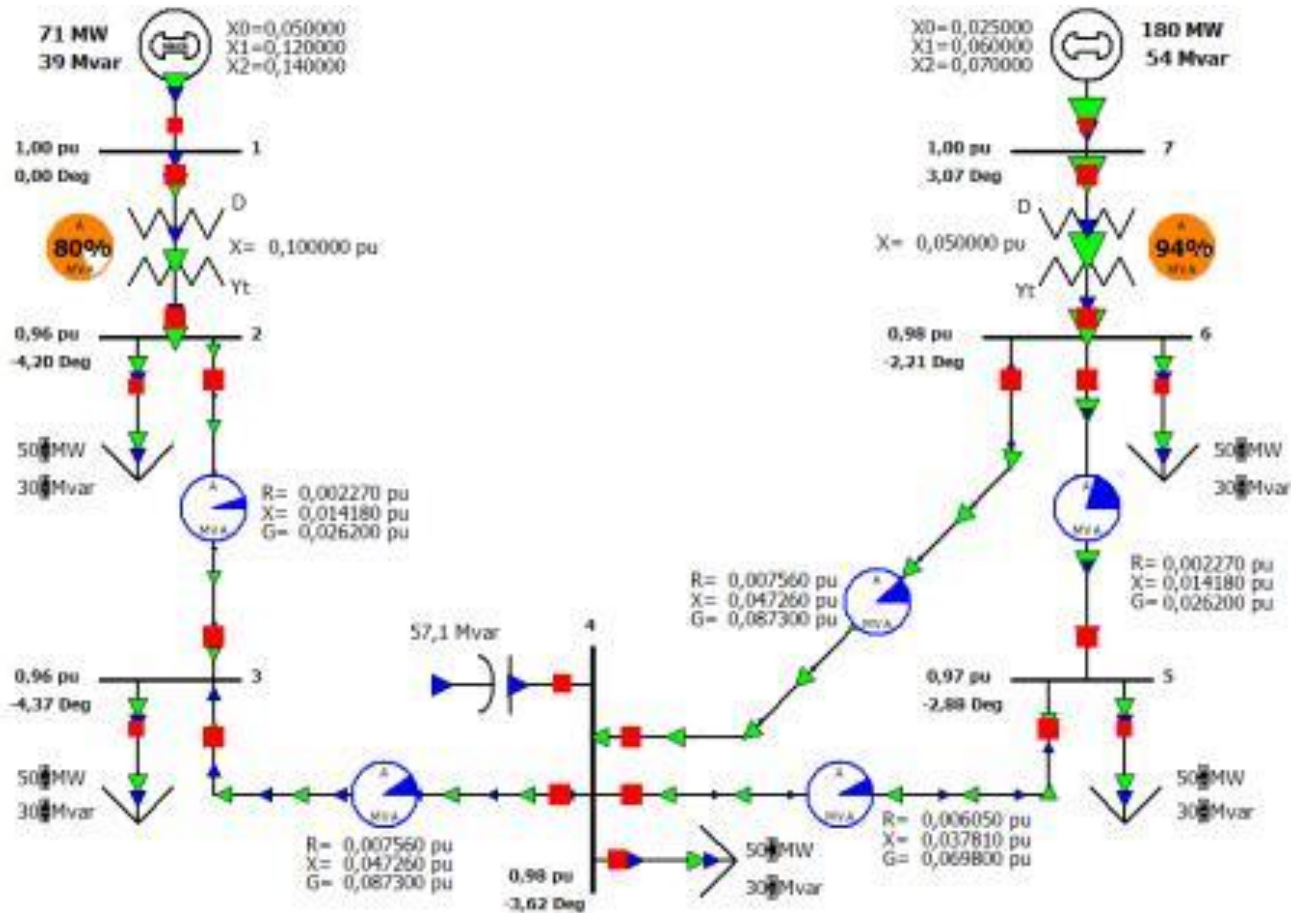 71 MW
39 Mvar
X0=0,050000
X1=0,120000
X2=0,140000
X0=0,025000
X1=0,060000
X2=0,070000
180 MW
54 Mvar
1,00 pu
0,00 Deg
1
1,00 pu
3,07 Deg
7
D
A
80%
MVA
X= 0,100000 pu
Yt
D
X= 0,050000 pu
A
94%
MVA
Yt
0,96 pu
-4,20 Deg
2
0,98 pu
-2,21 Deg
6
50 MW
30 Mvar
A
MVA
R= 0,002270 pu
X= 0,014180 pu
G= 0,026200 pu
50 MW
30 Mvar
A
MVA
R= 0,002270 pu
X= 0,014180 pu
G= 0,026200 pu
R= 0,007560 pu
X= 0,047260 pu
G= 0,087300 pu
A
MVA
57,1 Mvar
4
0,96 pu
-4,37 Deg
3
0,97 pu
-2,88 Deg
5
50 MW
30 Mvar
A
MVA
R= 0,007560 pu
X= 0,047260 pu
G= 0,087300 pu
A
MVA
R= 0,006050 pu
X= 0,037810 pu
G= 0,069800 pu
50 MW
30 Mvar
0,98 pu
-3,62 Deg
50 MW
30 Mvar